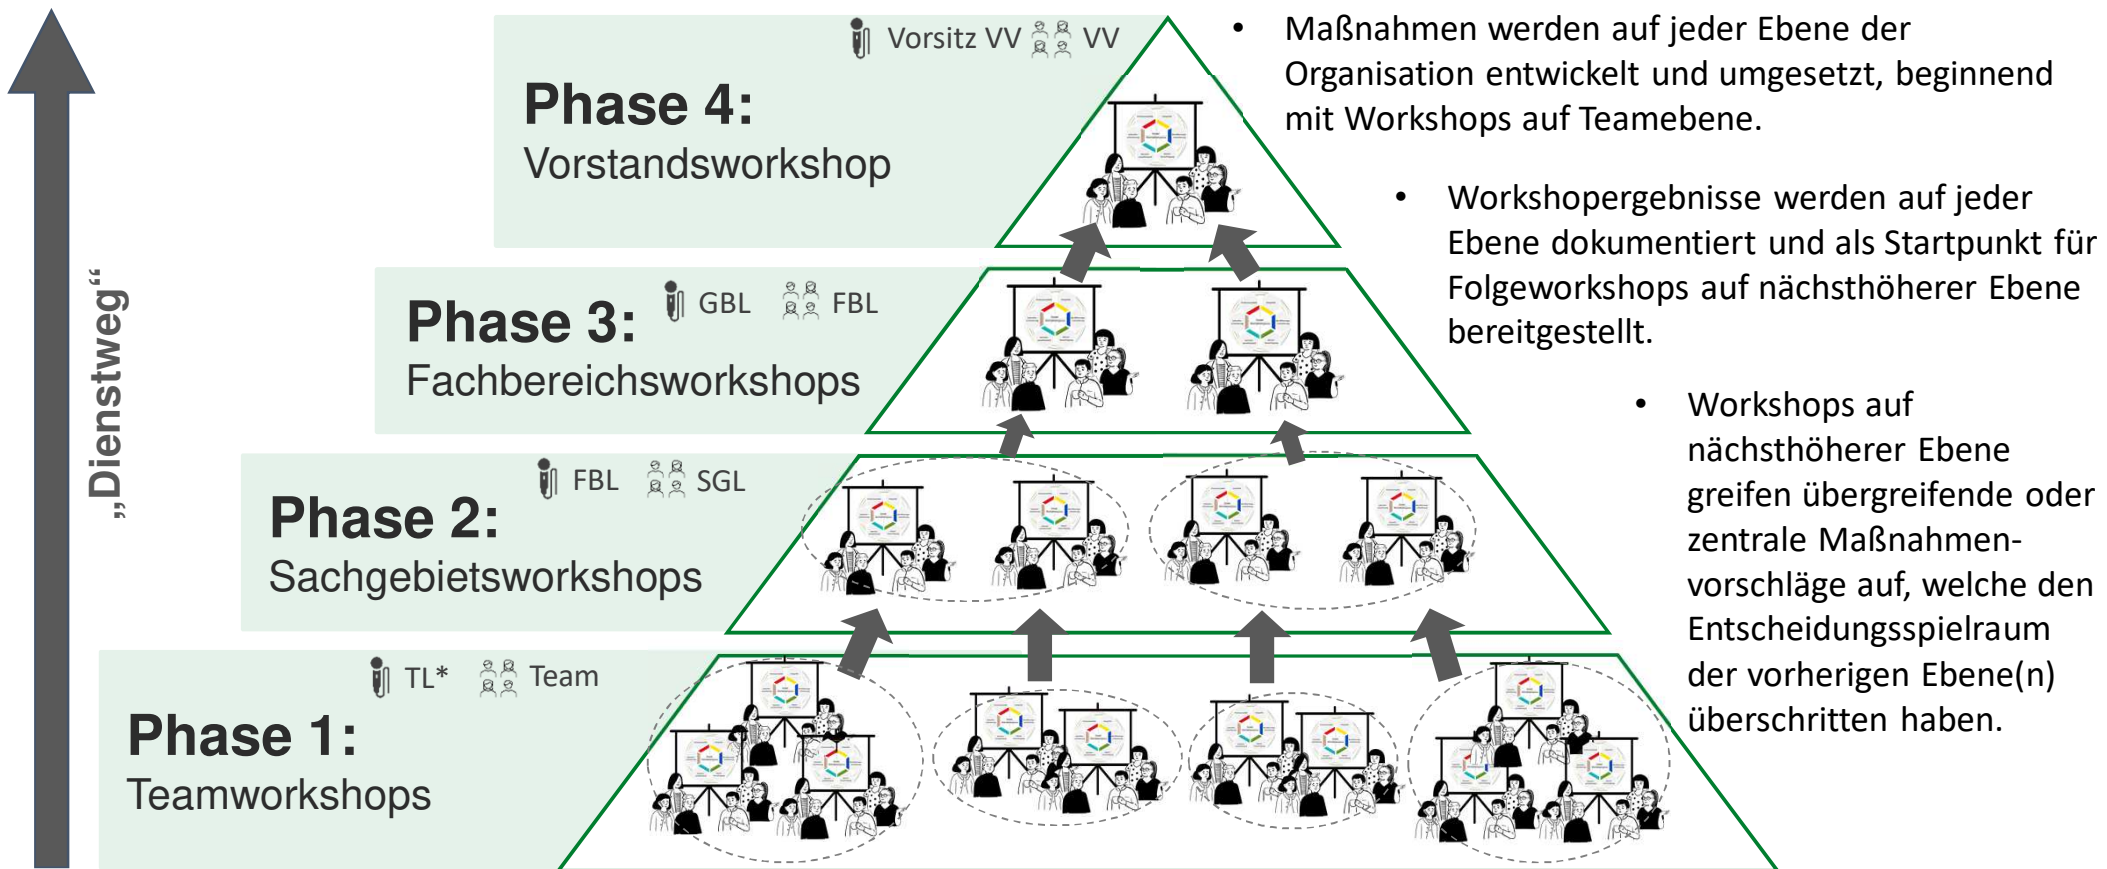 „Dienstweg“
Vorsitz VV VV
Phase 4:
Vorstandsworkshop
GBL FBL
Phase 3:
Fachbereichsworkshops
FBL SGL
Phase 2:
Sachgebietsworkshops
TL* Team
Phase 1:
Teamworkshops
• Maßnahmen werden auf jeder Ebene der
Organisation entwickelt und umgesetzt, beginnend
mit Workshops auf Teamebene.
• Workshopergebnisse werden auf jeder
Ebene dokumentiert und als Startpunkt für
Folgeworkshops auf nächsthöherer Ebene
bereitgestellt.
• Workshops auf
nächsthöherer Ebene
greifen übergreifende oder
zentrale Maßnahmen-
vorschläge auf, welche den
Entscheidungsspielraum
der vorherigen Ebene(n)
überschritten haben.